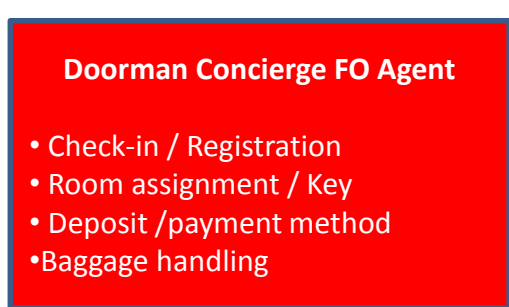 Doorman Concierge FO Agent
• Check-in / Registration
• Room assignment / Key
• Deposit /payment method
•Baggage handling